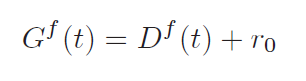 G^f(t) = D^f(t) + r_0